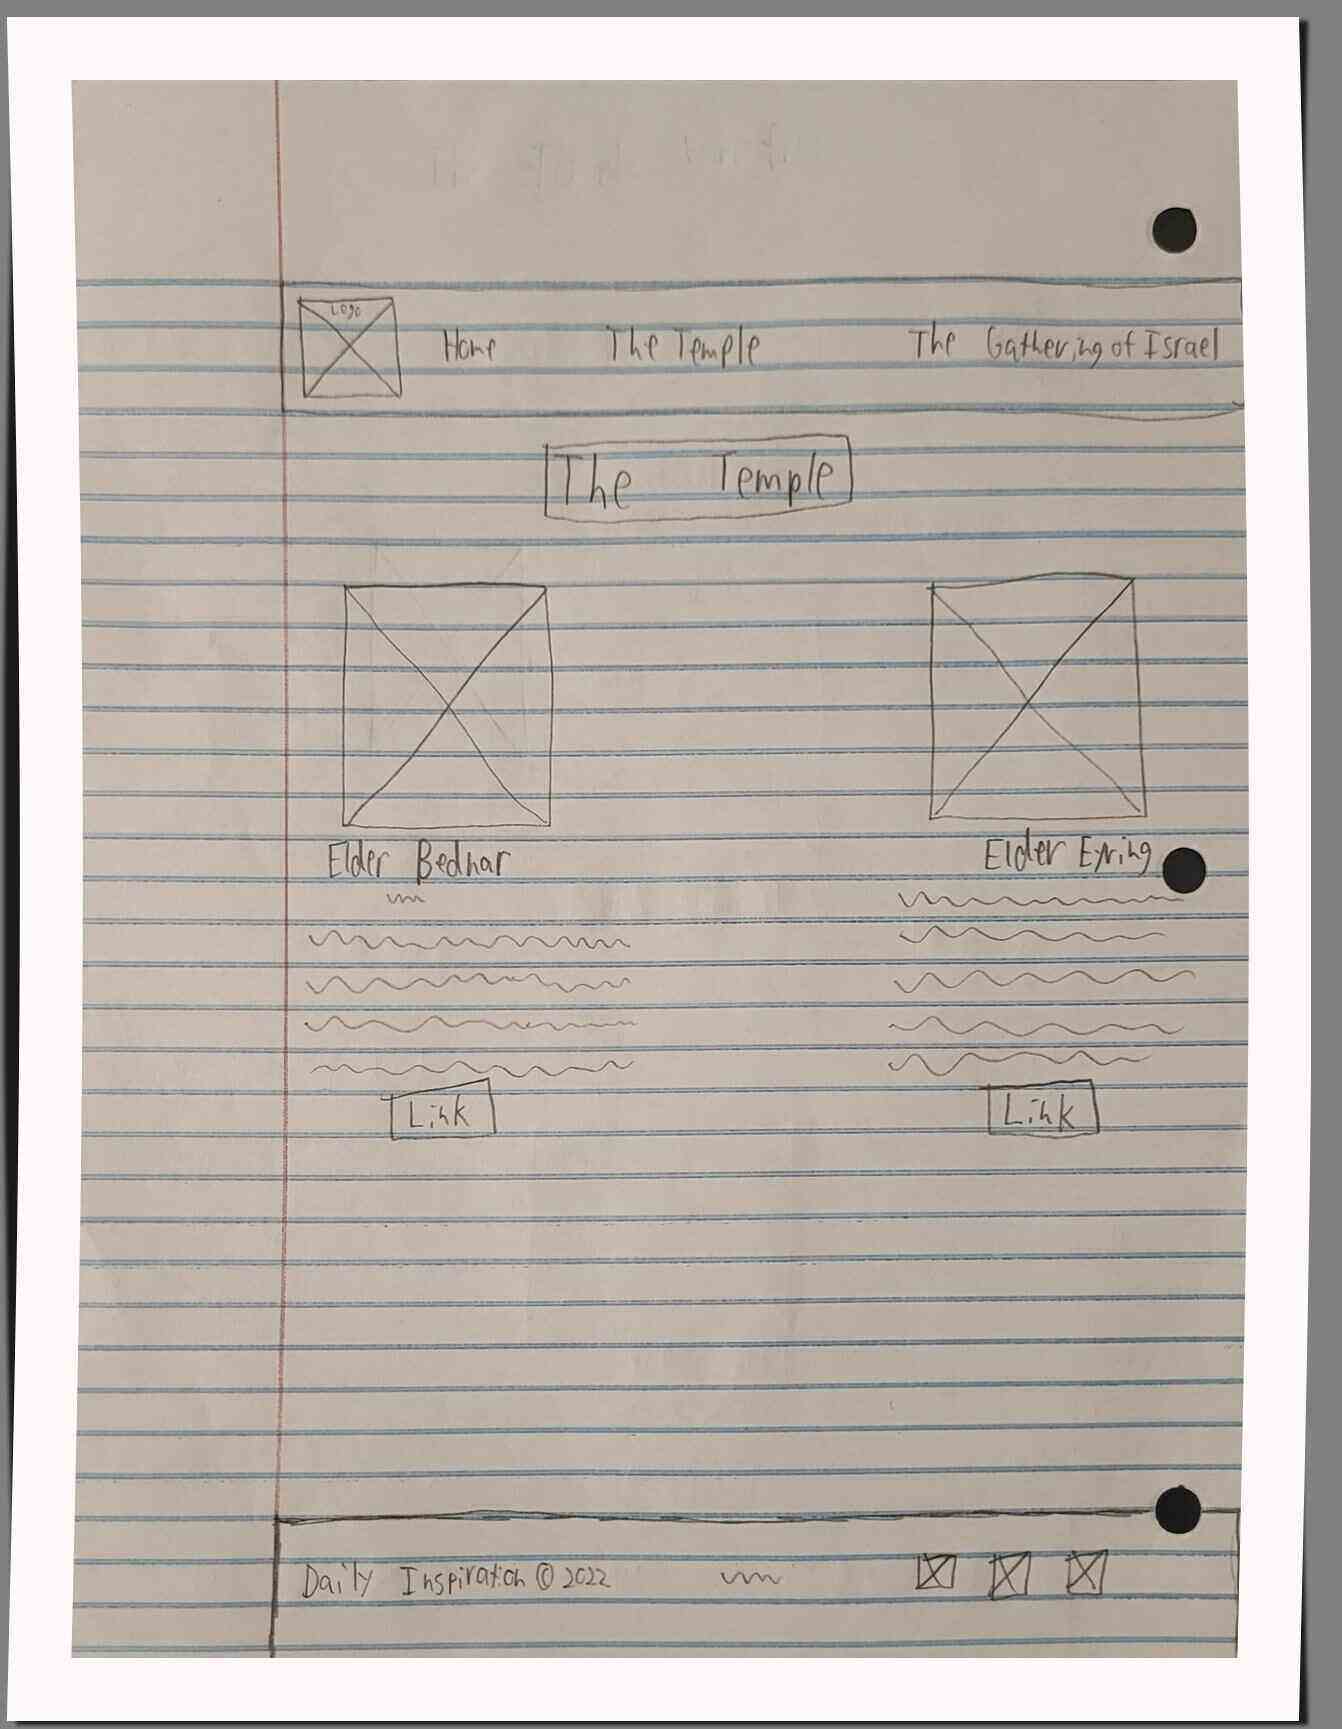 Logo
Home The Temple The Gathering of Israel
The Temple
Elder Bednar Elder Eyring
Link Link
Daily Inspiration © 2022